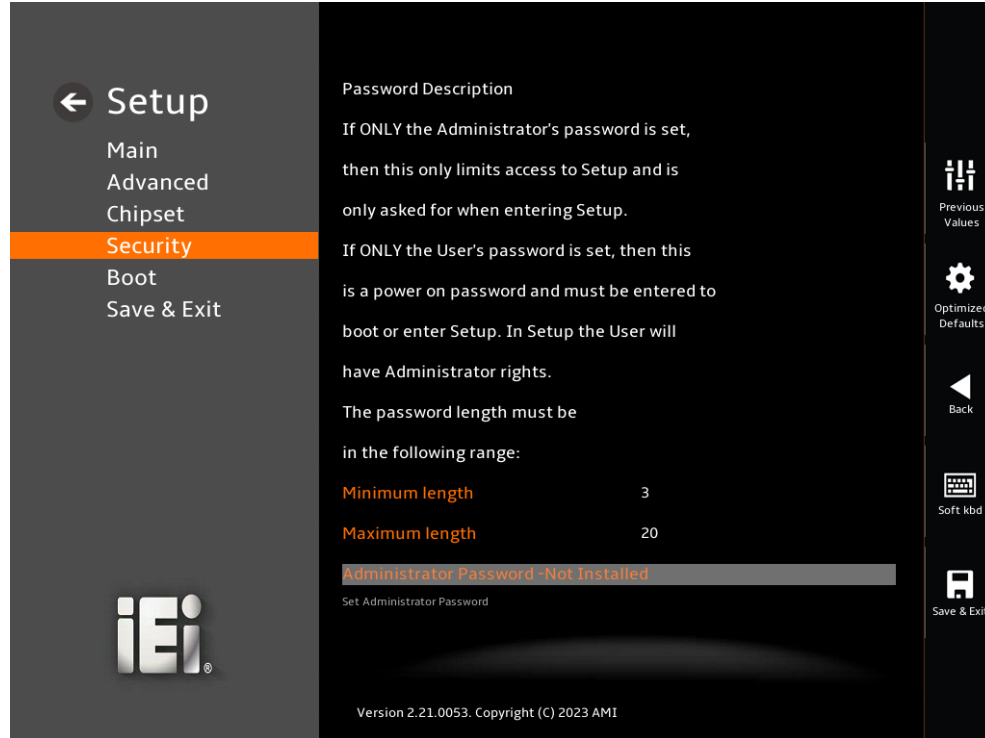 Setup
Main
Advanced
Chipset
Security
Boot
Save & Exit
iEi
®
Password Description
If ONLY the Administrator's password is set,
then this only limits access to Setup and is
only asked for when entering Setup.
If ONLY the User's password is set, then this
is a power on password and must be entered to
boot or enter Setup. In Setup the User will
have Administrator rights.
The password length must be
in the following range:
Minimum length 3
Maximum length 20
Administrator Password -Not Installed
Set Administrator Password
Version 2.21.0053. Copyright (C) 2023 AMI
Previous
Values
Optimized
Defaults
Back
Soft kbd
Save & Exit